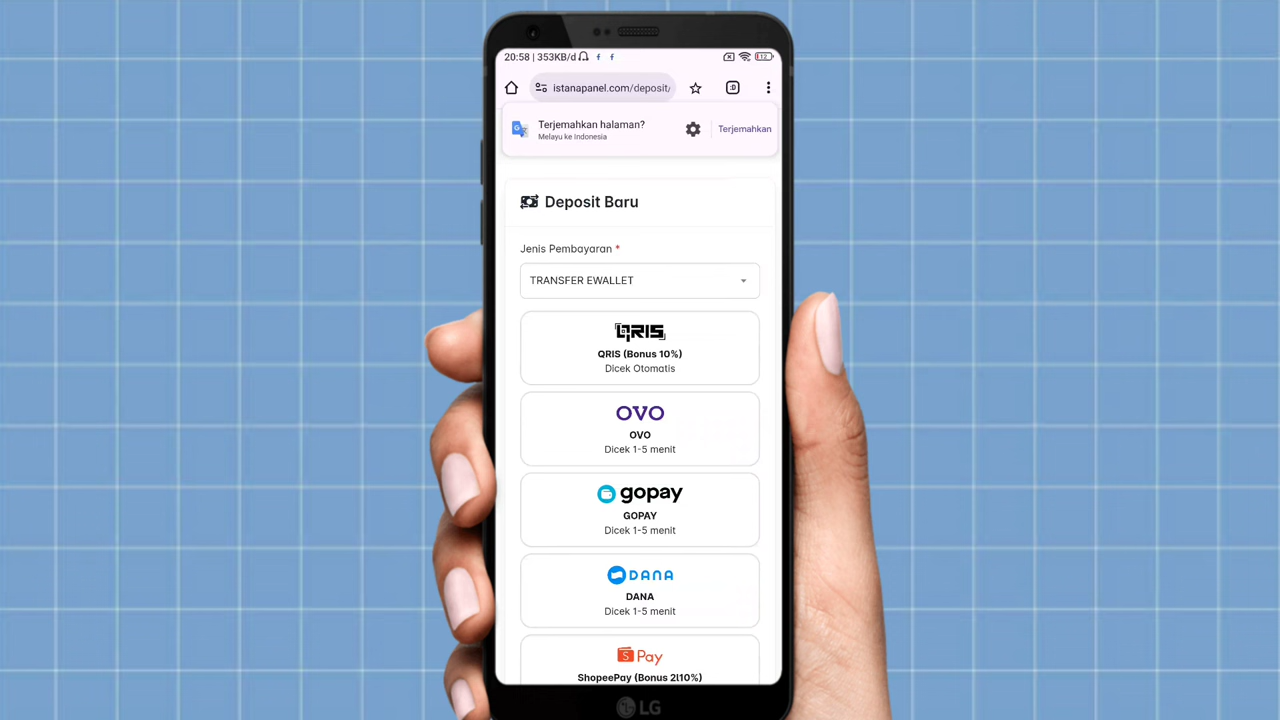 20:58 | 353KB/d
12
istanapanel.com/deposit/
:D
Terjemahkan halaman?
Melayu ke Indonesia
Terjemahkan
Deposit Baru
Jenis Pembayaran *
TRANSFER EWALLET
QRIS
QRIS (Bonus 10%)
Dicek Otomatis
OVO
OVO
Dicek 1-5 menit
gopay
GOPAY
Dicek 1-5 menit
DANA
DANA
Dicek 1-5 menit
S Pay
ShopeePay (Bonus 2l10%)
LG